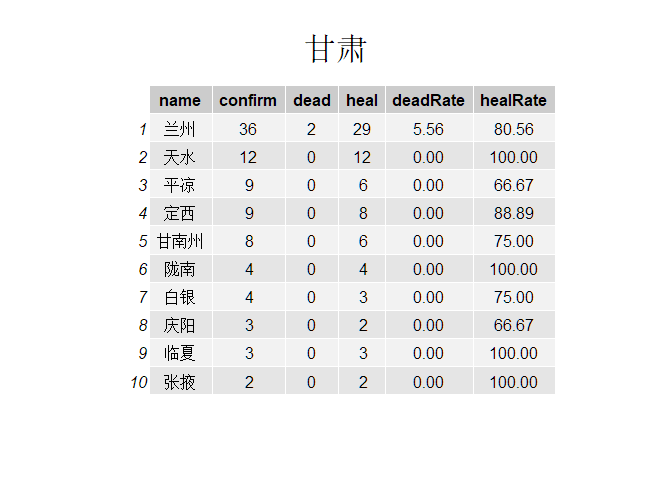 甘肃
name confirm dead heal deadRate healRate
1 兰州 36 2 29 5.56 80.56
2 天水 12 0 12 0.00 100.00
3 平凉 9 0 6 0.00 66.67
4 定西 9 0 8 0.00 88.89
5 甘南州 8 0 6 0.00 75.00
6 陇南 4 0 4 0.00 100.00
7 白银 4 0 3 0.00 75.00
8 庆阳 3 0 2 0.00 66.67
9 临夏 3 0 3 0.00 100.00
10 张掖 2 0 2 0.00 100.00